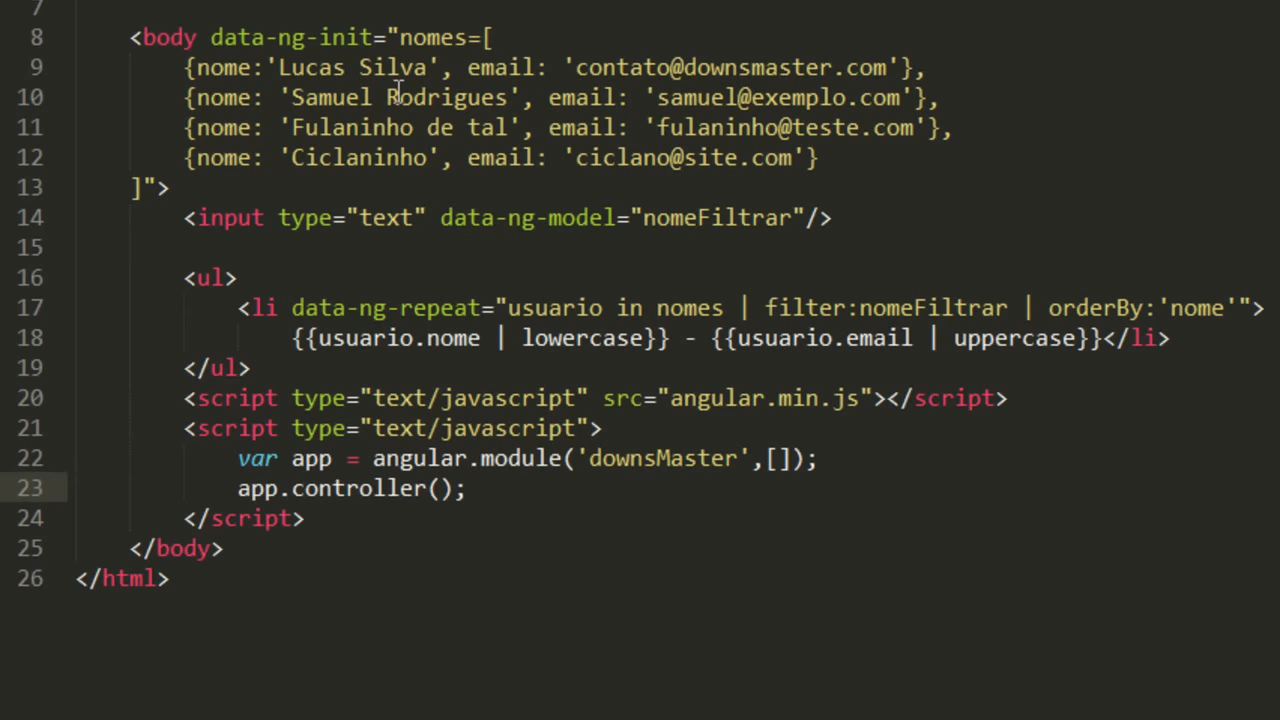 7
8 <body data-ng-init="nomes=[
9 {nome:'Lucas Silva', email: 'contato@downsmaster.com'},
10 {nome: 'Samuel Rodrigues', email: 'samuel@exemplo.com'},
11 {nome: 'Fulaninho de tal', email: 'fulaninho@teste.com'},
12 {nome: 'Ciclaninho', email: 'ciclano@site.com'}
13 ]">
14 <input type="text" data-ng-model="nomeFiltrar"/>
15
16 <ul>
17 <li data-ng-repeat="usuario in nomes | filter:nomeFiltrar | orderBy:'nome'">
18 {{usuario.nome | lowercase}} - {{usuario.email | uppercase}}</li>
19 </ul>
20 <script type="text/javascript" src="angular.min.js"></script>
21 <script type="text/javascript">
22 var app = angular.module('downsMaster',[]);
23 app.controller();
24 </script>
25 </body>
26 </html>